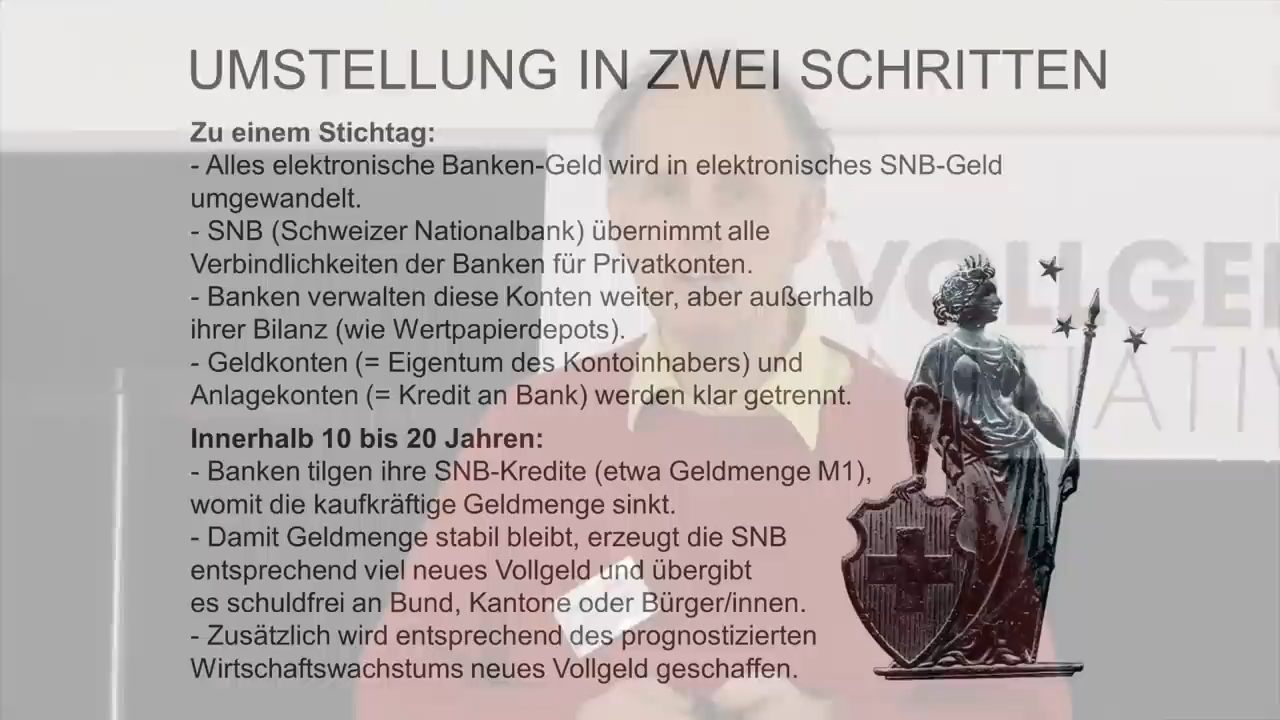 UMSTELLUNG IN ZWEI SCHRITTEN
Zu einem Stichtag:
- Alles elektronische Banken-Geld wird in elektronisches SNB-Geld
umgewandelt.
- SNB (Schweizer Nationalbank) übernimmt alle
Verbindlichkeiten der Banken für Privatkonten.
- Banken verwalten diese Konten weiter, aber außerhalb
ihrer Bilanz (wie Wertpapierdepots).
- Geldkonten (= Eigentum des Kontoinhabers) und
Anlagekonten (= Kredit an Bank) werden klar getrennt.
Innerhalb 10 bis 20 Jahren:
- Banken tilgen ihre SNB-Kredite (etwa Geldmenge M1),
womit die kaufkräftige Geldmenge sinkt.
- Damit Geldmenge stabil bleibt, erzeugt die SNB
entsprechend viel neues Vollgeld und übergibt
es schuldfrei an Bund, Kantone oder Bürger/innen.
- Zusätzlich wird entsprechend des prognostizierten
Wirtschaftswachstums neues Vollgeld geschaffen.
VOLLGEL
TIATIV